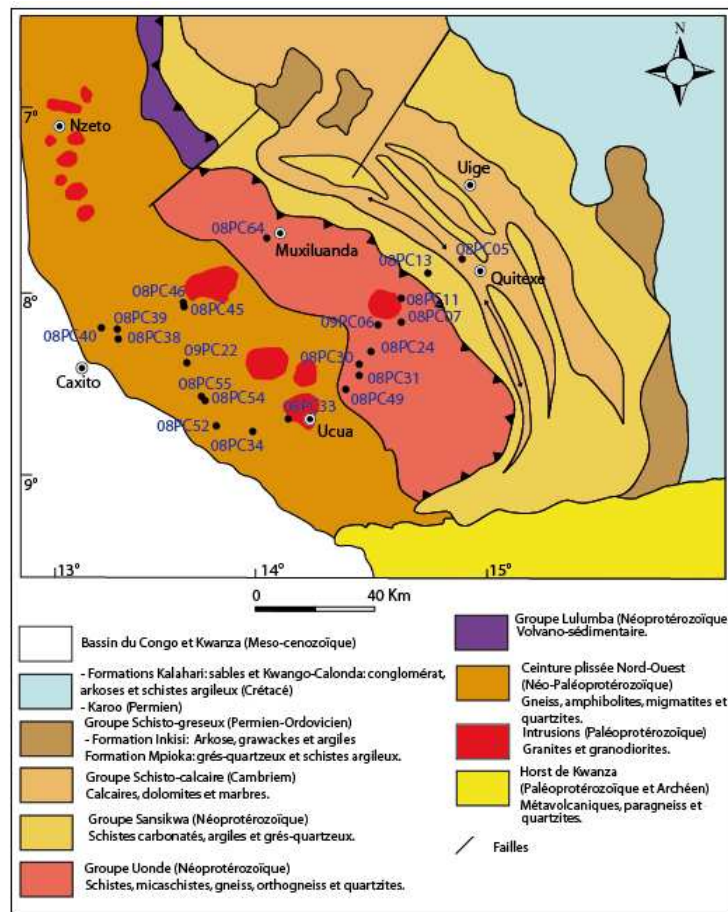 N
7°
Nzeto
Uige
08PC64
Muxiluanda
08PC05
08PC13
Quitexe
8°
08PC46
08PC45
08PC11
08PC39
09PC06
08PC07
08PC40
08PC38
09PC22
08PC24
08PC30
Caxito
08PC31
08PC55
08PC54
08PC33
08PC49
08PC52
Ucua
08PC34
9°
13°
14°
15°
0
40 Km
Bassin du Congo et Kwanza (Meso-cenozoïque)
- Formations Kalahari: sables et Kwango-Calonda: conglomérat,
arkoses et schistes argileux (Crétacé)
- Karoo (Permien)
Groupe Schisto-greseux (Permien-Ordovicien)
- Formation Inkisi: Arkose, grawackes et argiles
Formation Mpioka: grés-quartzeux et schistes argileux.
Groupe Schisto-calcaire (Cambriem)
Calcaires, dolomites et marbres.
Groupe Sansikwa (Néoprotérozoïque)
Schistes carbonatés, argiles et grés-quartzeux.
Groupe Uonde (Néoprotérozoïque)
Schistes, micaschistes, gneiss, orthogneiss et quartzites.
Groupe Lulumba (Néoprotérozoïque
Volvano-sédimentaire.
Ceinture plissée Nord-Ouest
(Néo-Paléoprotérozoïque)
Gneiss, amphibolites, migmatites et
quartzites.
Intrusions (Paléoprotérozoïque)
Granites et granodiorites.
Horst de Kwanza
(Paléoprotérozoïque et Archéen)
Métavolcaniques, paragneiss et
quartzites.
Failles